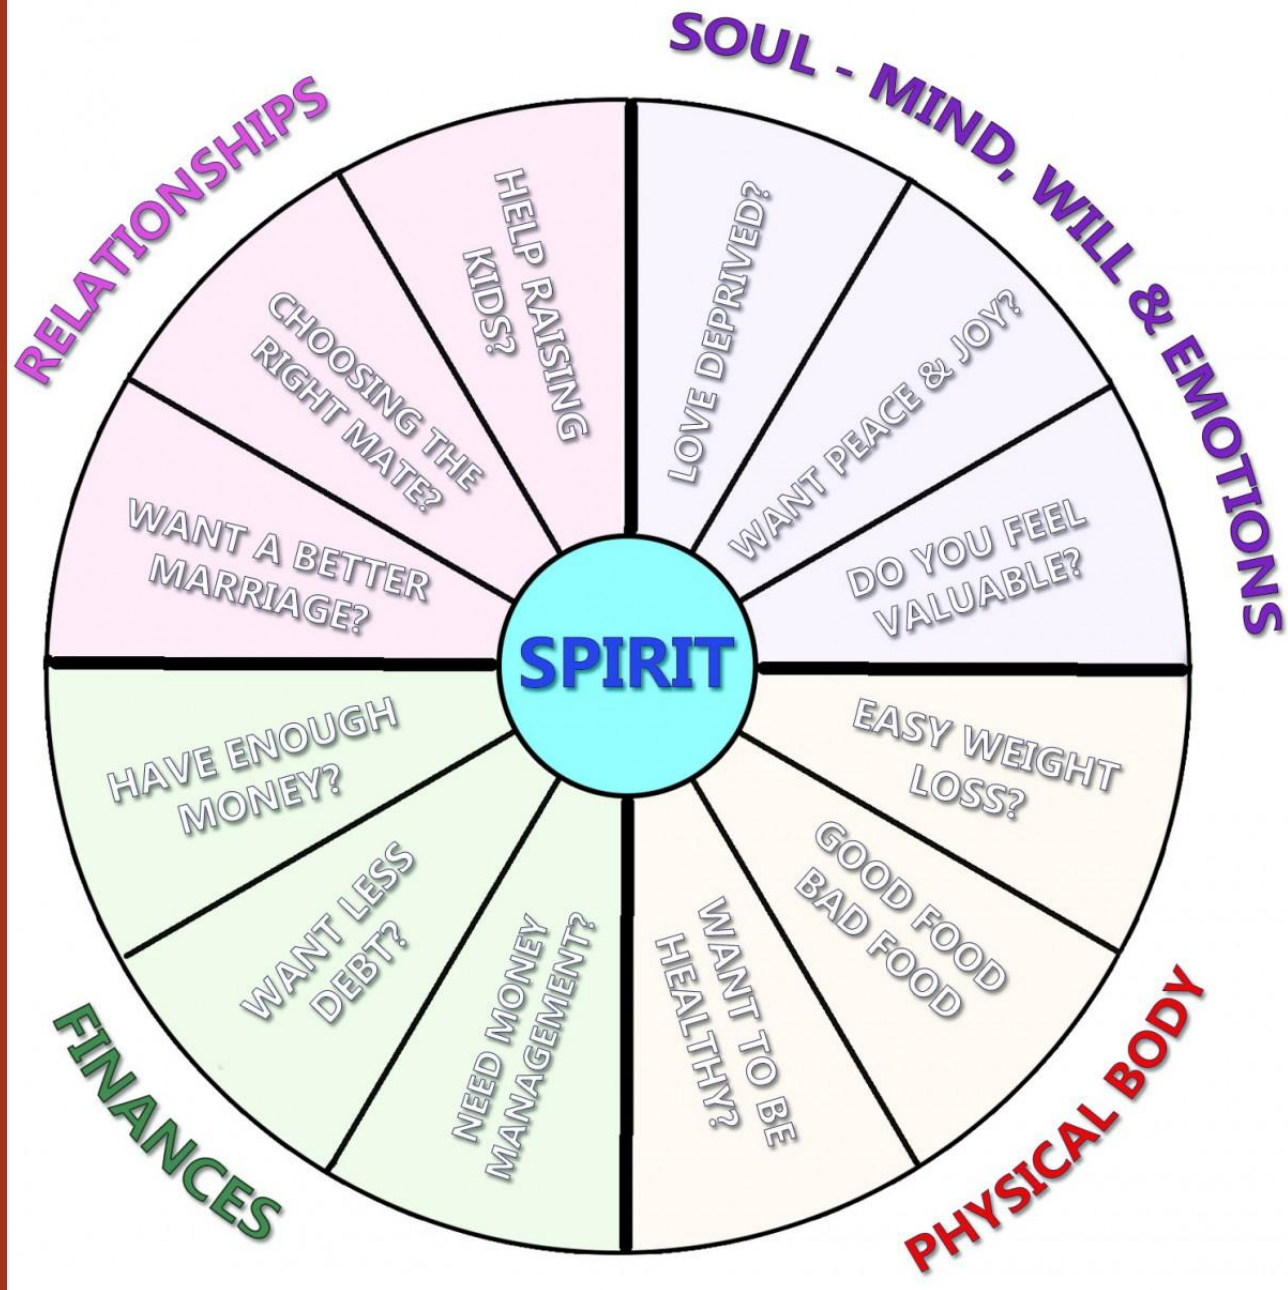 RELATIONSHIPS
SOUL - MIND, WILL & EMOTIONS
HELP RAISING
KIDS?
CHOOSING THE
RIGHT MATE?
WANT A BETTER
MARRIAGE?
LOVE DEPRIVED?
WANT PEACE & JOY?
DO YOU FEEL
VALUABLE?
SPIRIT
HAVE ENOUGH
MONEY?
WANT LESS
DEBT?
NEED MONEY
MANAGEMENT?
EASY WEIGHT
LOSS?
GOOD FOOD
BAD FOOD
WANT TO BE
HEALTHY?
FINANCES
PHYSICAL BODY